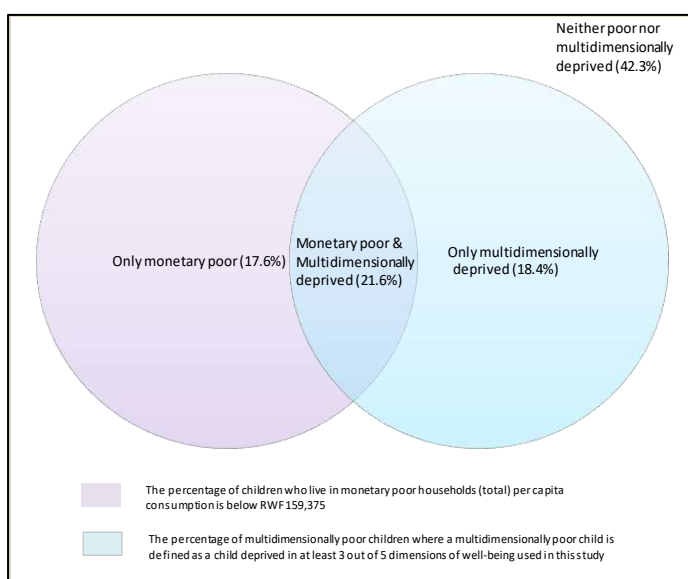 Neither poor nor
multidimensionally
deprived (42.3%)
Only monetary poor (17.6%)
Monetary poor &
Multidimensionally
deprived (21.6%)
Only multidimensionally
deprived (18.4%)
The percentage of children who live in monetary poor households (total) per capita
consumption is below RWF 159,375
The percentage of multidimensionally poor children where a multidimensionally poor child is
defined as a child deprived in at least 3 out of 5 dimensions of well-being used in this study